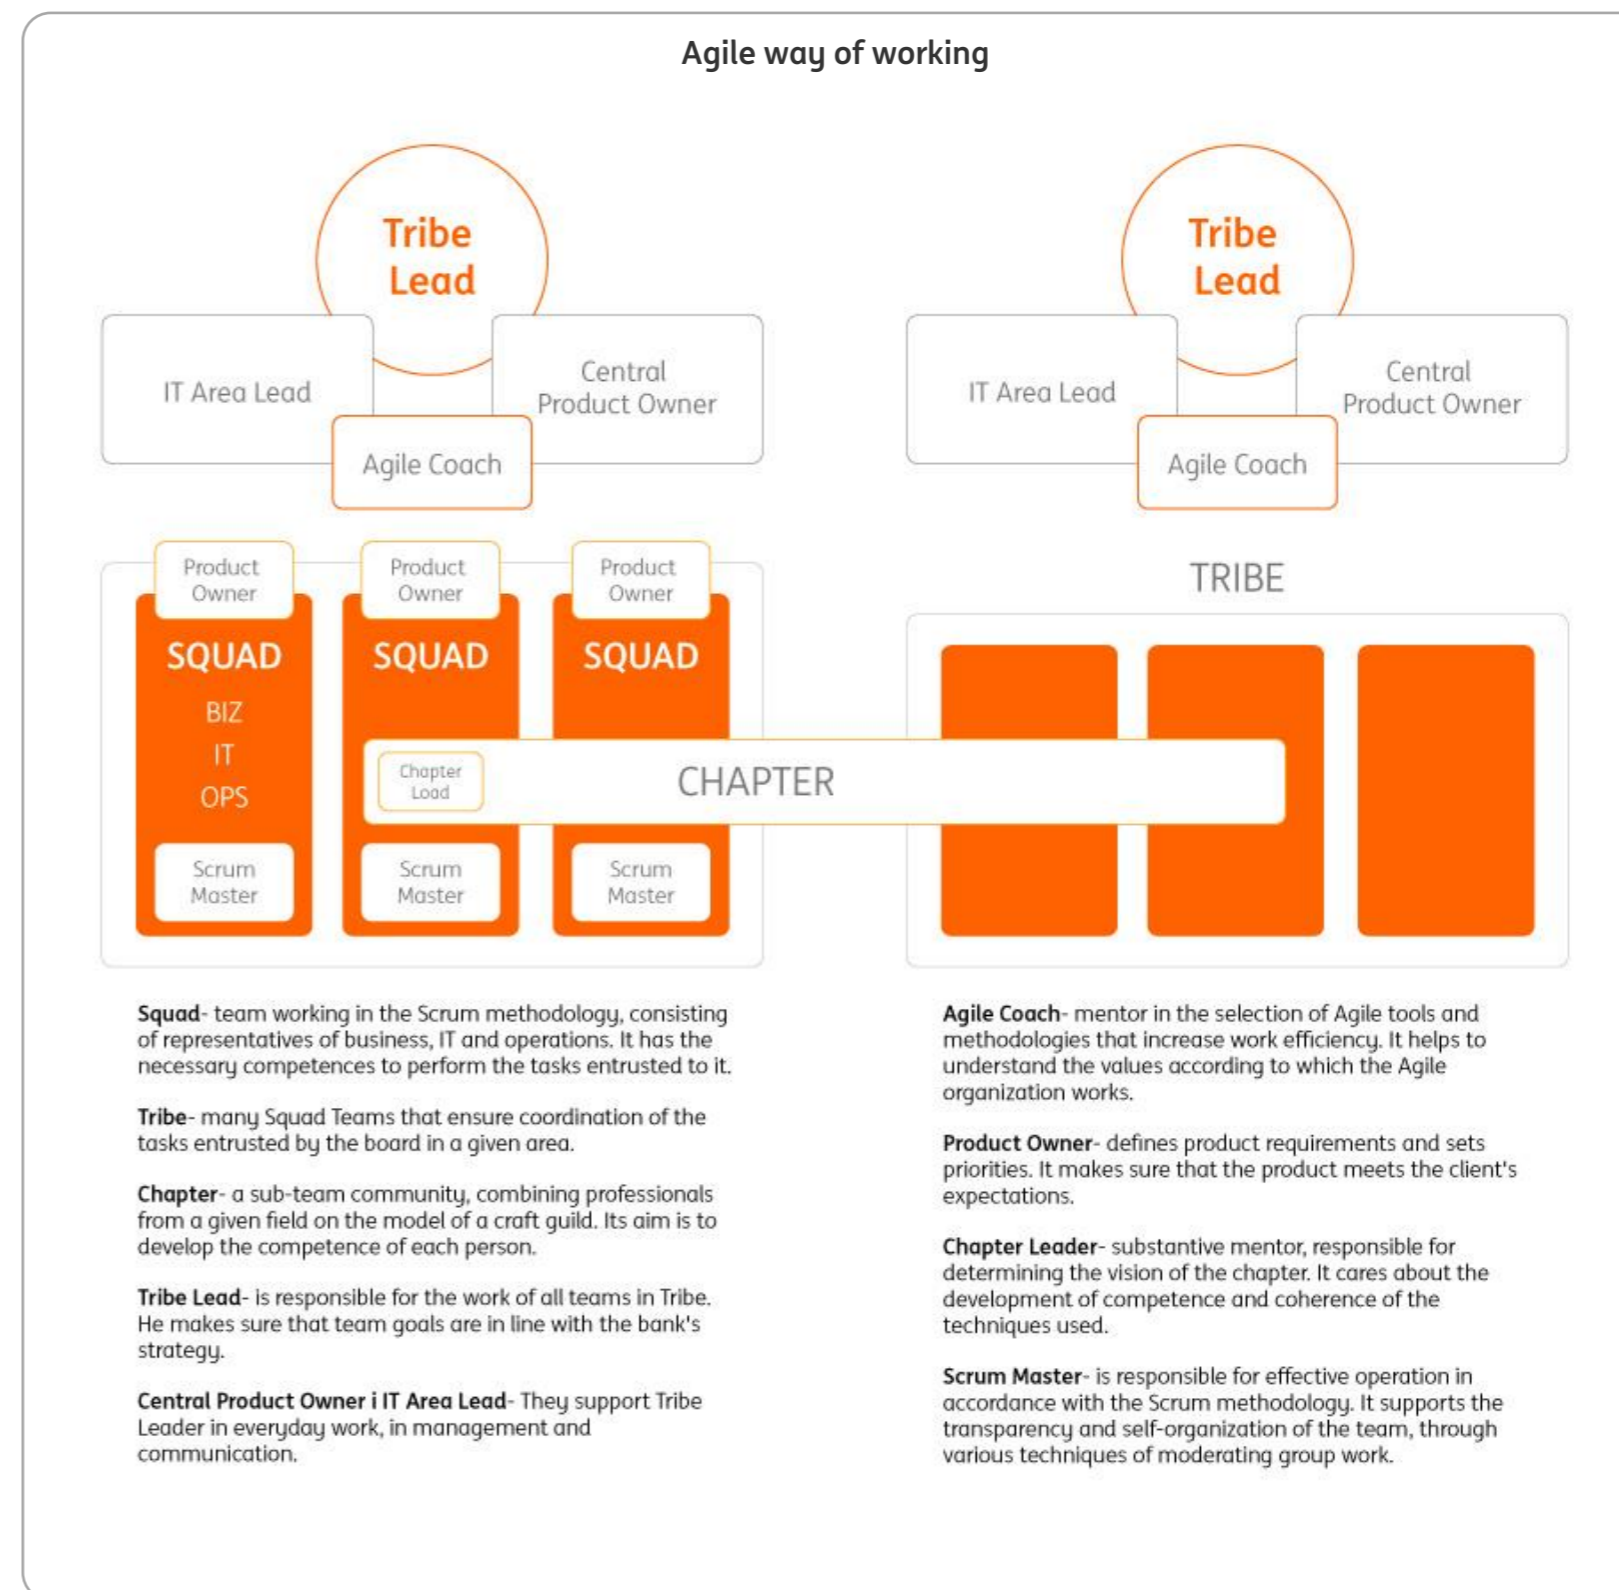 Agile way of working
Tribe
Lead
IT Area Lead
Central
Product Owner
Agile Coach
Tribe
Lead
IT Area Lead
Central
Product Owner
Agile Coach
Product
Owner
Product
Owner
Product
Owner
SQUAD
BIZ
IT
OPS
SQUAD
SQUAD
Chapter
Load
CHAPTER
Scrum
Master
Scrum
Master
Scrum
Master
TRIBE
Squad- team working in the Scrum methodology, consisting
of representatives of business, IT and operations. It has the
necessary competences to perform the tasks entrusted to it.
Tribe- many Squad Teams that ensure coordination of the
tasks entrusted by the board in a given area.
Chapter- a sub-team community, combining professionals
from a given field on the model of a craft guild. Its aim is to
develop the competence of each person.
Tribe Lead- is responsible for the work of all teams in Tribe.
He makes sure that team goals are in line with the bank's
strategy.
Central Product Owner i IT Area Lead- They support Tribe
Leader in everyday work, in management and
communication.
Agile Coach- mentor in the selection of Agile tools and
methodologies that increase work efficiency. It helps to
understand the values according to which the Agile
organization works.
Product Owner- defines product requirements and sets
priorities. It makes sure that the product meets the client's
expectations.
Chapter Leader- substantive mentor, responsible for
determining the vision of the chapter. It cares about the
development of competence and coherence of the
techniques used.
Scrum Master- is responsible for effective operation in
accordance with the Scrum methodology. It supports the
transparency and self-organization of the team, through
various techniques of moderating group work.